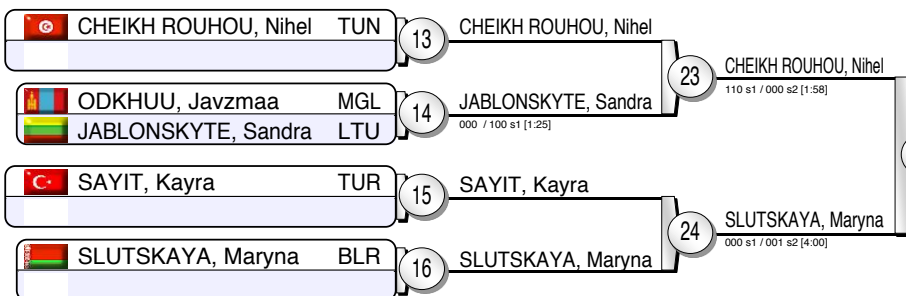 CHEIKH ROUHOU, Nihel TUN
13
CHEIKH ROUHOU, Nihel
23
CHEIKH ROUHOU, Nihel
110 s1 / 000 s2 [1:58]
ODKHUU, Javzmaa MGL
14
JABLONSKYTE, Sandra
000 / 100 s1 [1:25]
JABLONSKYTE, Sandra LTU
SAYIT, Kayra TUR
15
SAYIT, Kayra
24
SLUTSKAYA, Maryna
000 s1 / 001 s2 [4:00]
SLUTSKAYA, Maryna BLR
16
SLUTSKAYA, Maryna